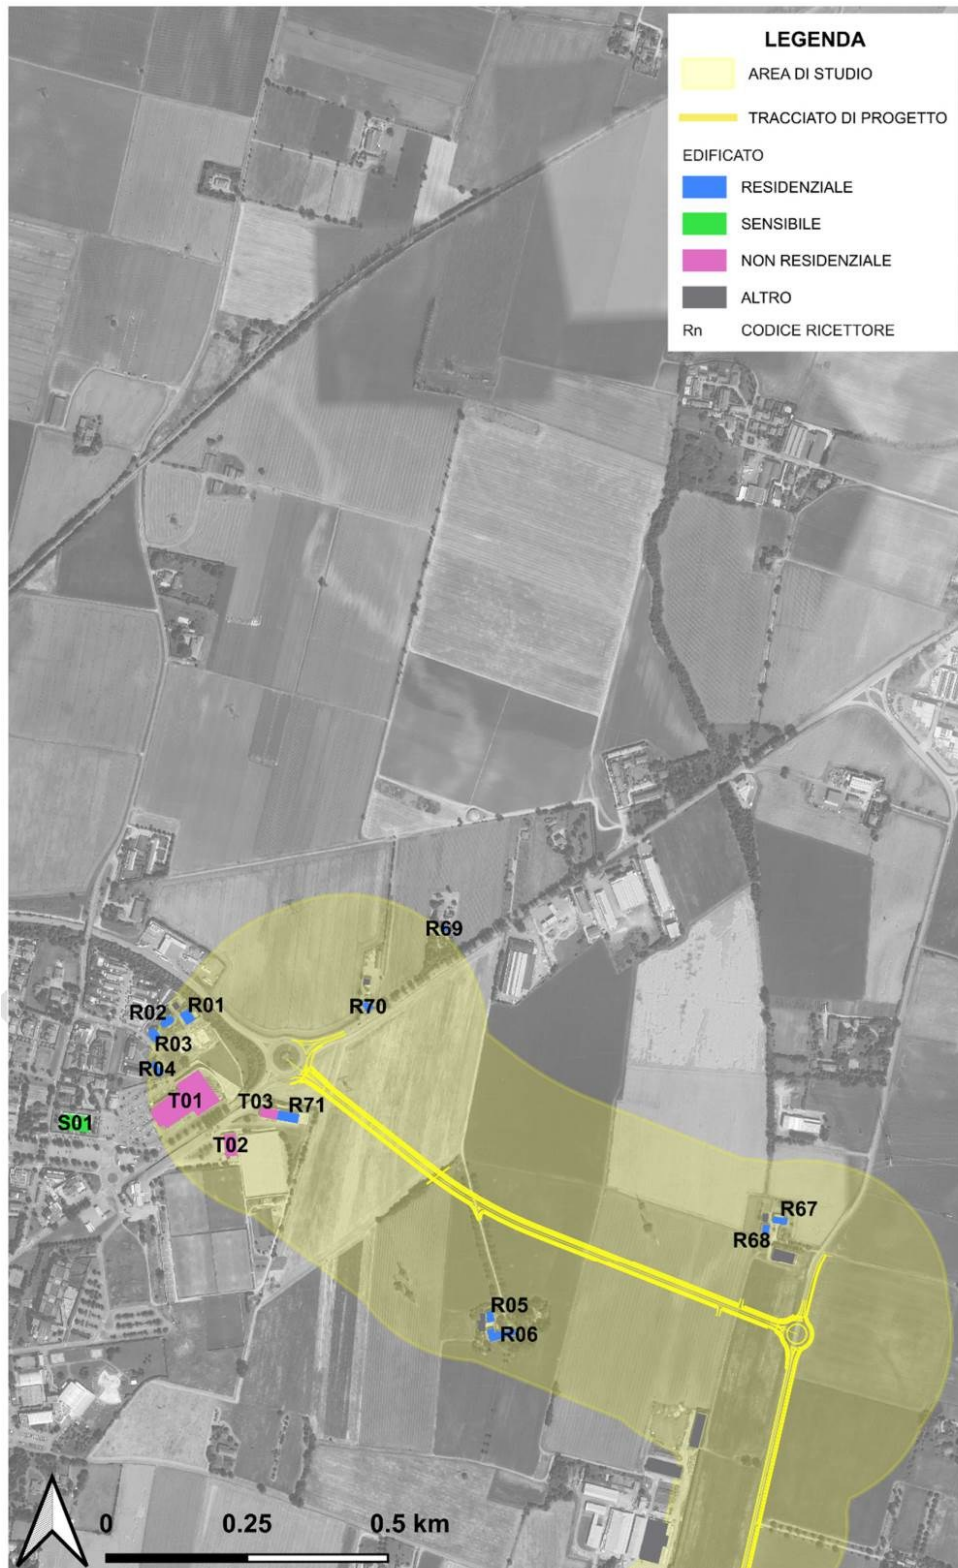 LEGENDA
AREA DI STUDIO
TRACCIATO DI PROGETTO
EDIFICATO
RESIDENZIALE
SENSIBILE
NON RESIDENZIALE
ALTRO
Rn CODICE RICETTORE
R69
R70
R02 R01
R03
R04
T01
T03 R71
S01
T02
R67
R68
R05
R06
0 0.25 0.5 km